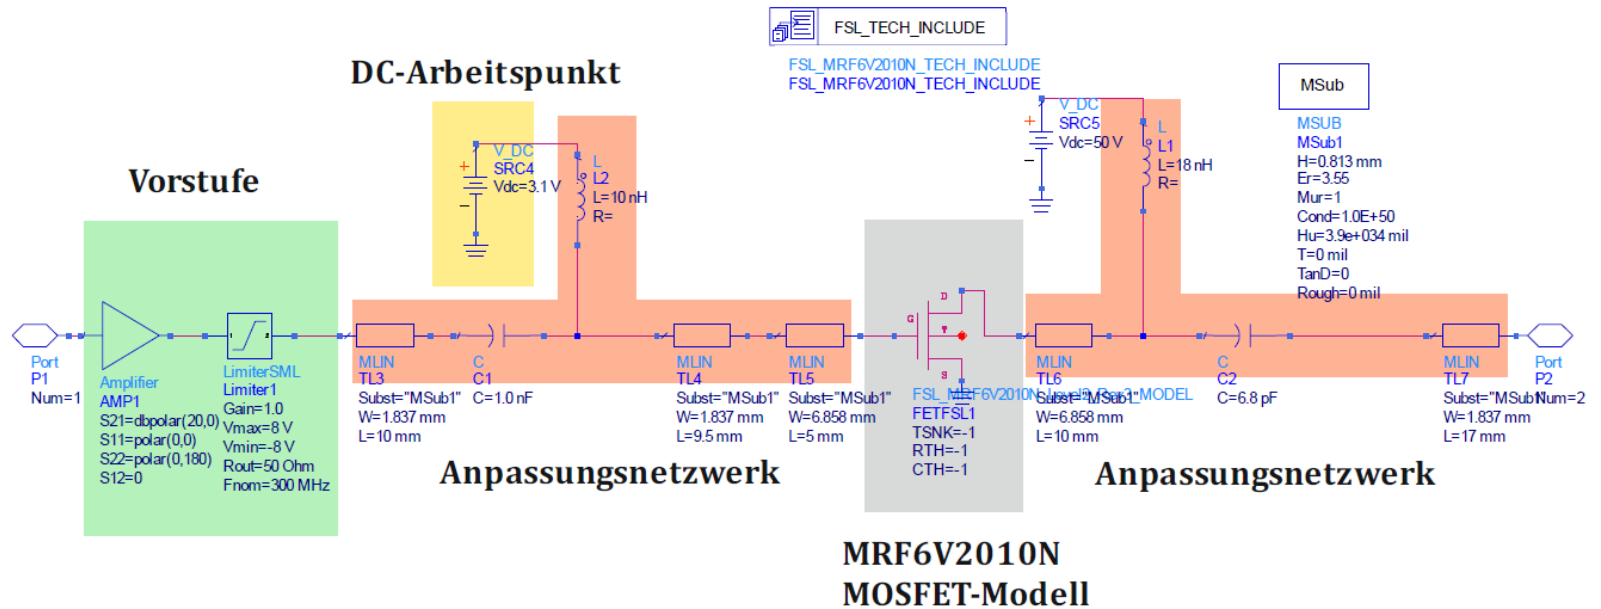 FSL_TECH_INCLUDE
FSL_MRF6V2010N_TECH_INCLUDE
FSL_MRF6V2010N_TECH_INCLUDE
DC-Arbeitspunkt
MSub
MSUB
MSub1
H=0.813 mm
Er=3.55
Mur=1
Cond=1.0E+50
Hu=3.9e+034 mil
T=0 mil
TanD=0
Rough=0 mil
V_DC
SRC5
Vdc=50 V
L
L1
L=18 nH
R=
V_DC
SRC4
Vdc=3.1 V
L
L2
L=10 nH
R=
Vorstufe
Port
P1
Num=1
Amplifier
AMP1
S21=dbpolar(20,0)
S11=polar(0,0)
S22=polar(0,180)
S12=0
LimiterSML
Limiter1
Gain=1.0
Vmax=8 V
Vmin=-8 V
Rout=50 Ohm
Fnom=300 MHz
MLIN
TL3
Subst="MSub1"
W=1.837 mm
L=10 mm
C
C1
C=1.0 nF
MLIN
TL4
Subst="MSub1"
W=1.837 mm
L=9.5 mm
MLIN
TL5
Subst="MSub1"
W=6.858 mm
L=5 mm
D
G
T
S
FETFSL1
TSNK=-1
RTH=-1
CTH=-1
MLIN
TL6
Subst="MSub1"
W=6.858 mm
L=10 mm
C
C2
C=6.8 pF
MLIN
TL7
Subst="MSub1"
W=1.837 mm
L=17 mm
Port
P2
Num=2
Anpassungsnetzwerk
Anpassungsnetzwerk
MRF6V2010N
MOSFET-Modell